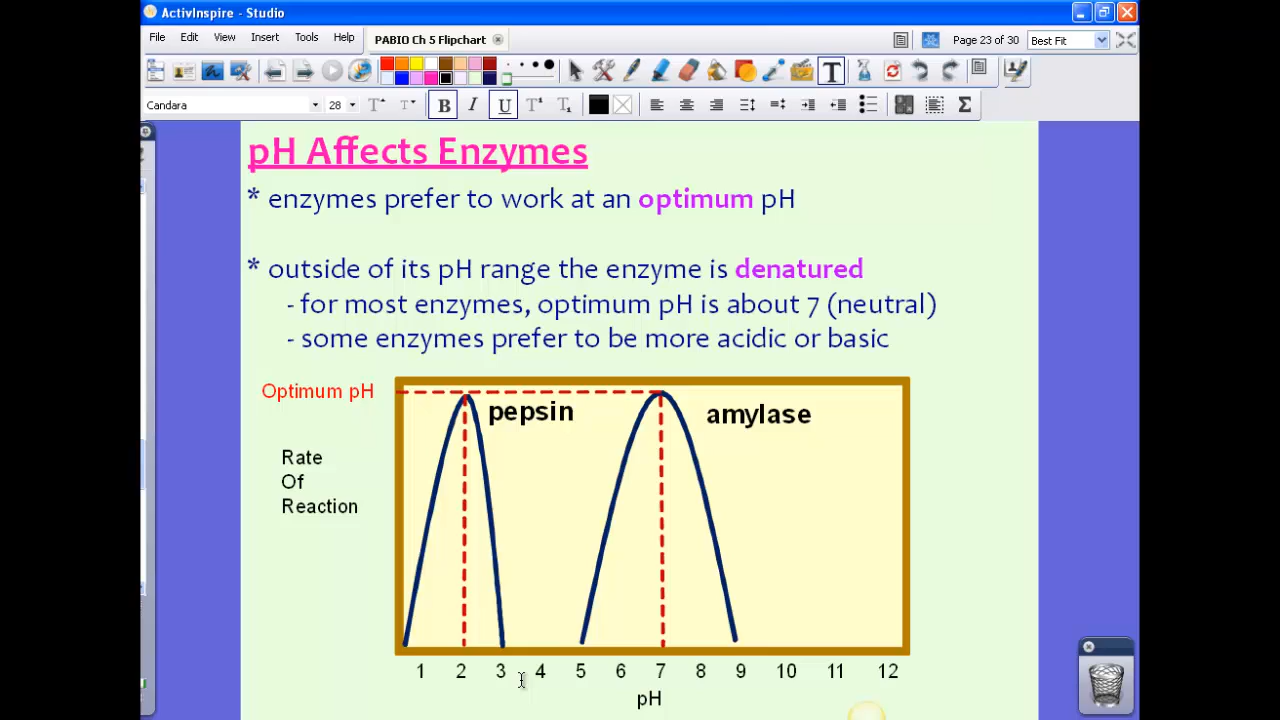 ActivInspire - Studio
File Edit View Insert Tools Help PABIO Ch 5 Flipchart Page 23 of 30 Best Fit
Candara 28
pH Affects Enzymes
* enzymes prefer to work at an optimum pH
* outside of its pH range the enzyme is denatured
- for most enzymes, optimum pH is about 7 (neutral)
- some enzymes prefer to be more acidic or basic
Optimum pH
pepsin amylase
Rate
Of
Reaction
1 2 3 4 5 6 7 8 9 10 11 12
pH